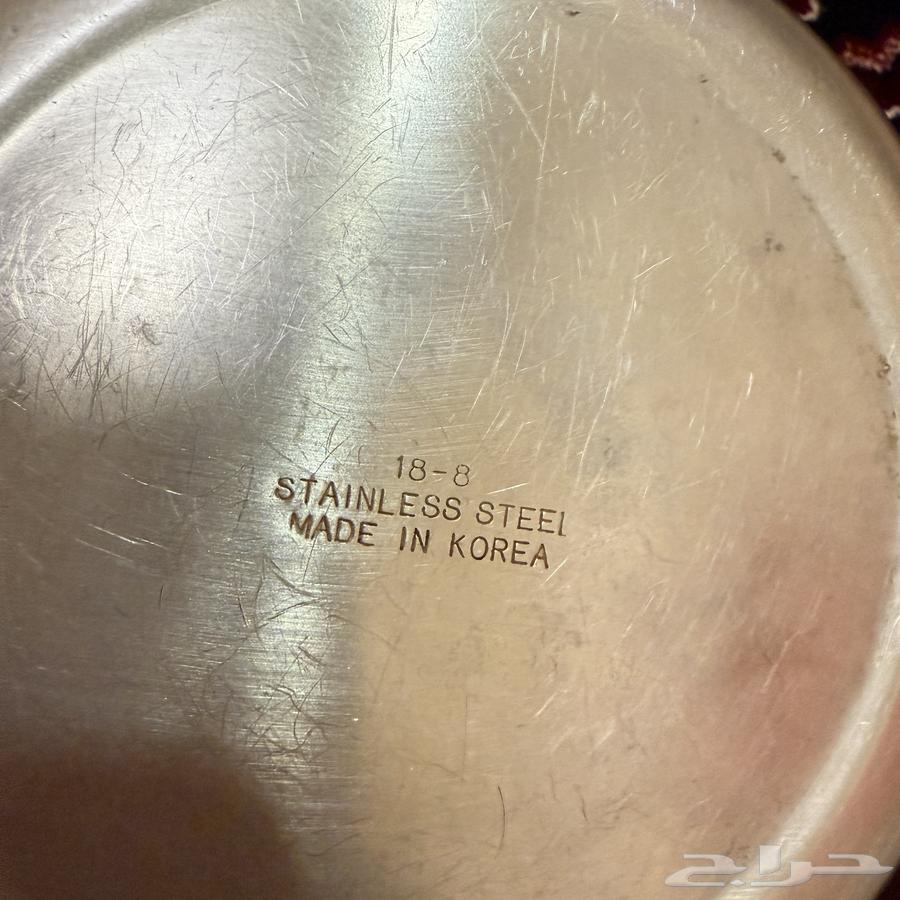 18-8
STAINLESS STEEL
MADE IN KOREA
حراج